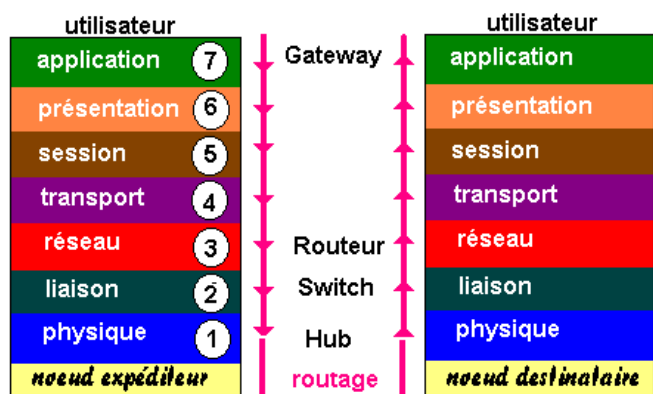 utilisateur
application 7
présentation 6
session 5
transport 4
réseau 3
liaison 2
physique 1
noeud expéditeur
Gateway
Routeur
Switch
Hub
routage
utilisateur
application
présentation
session
transport
réseau
liaison
physique
noeud destinataire